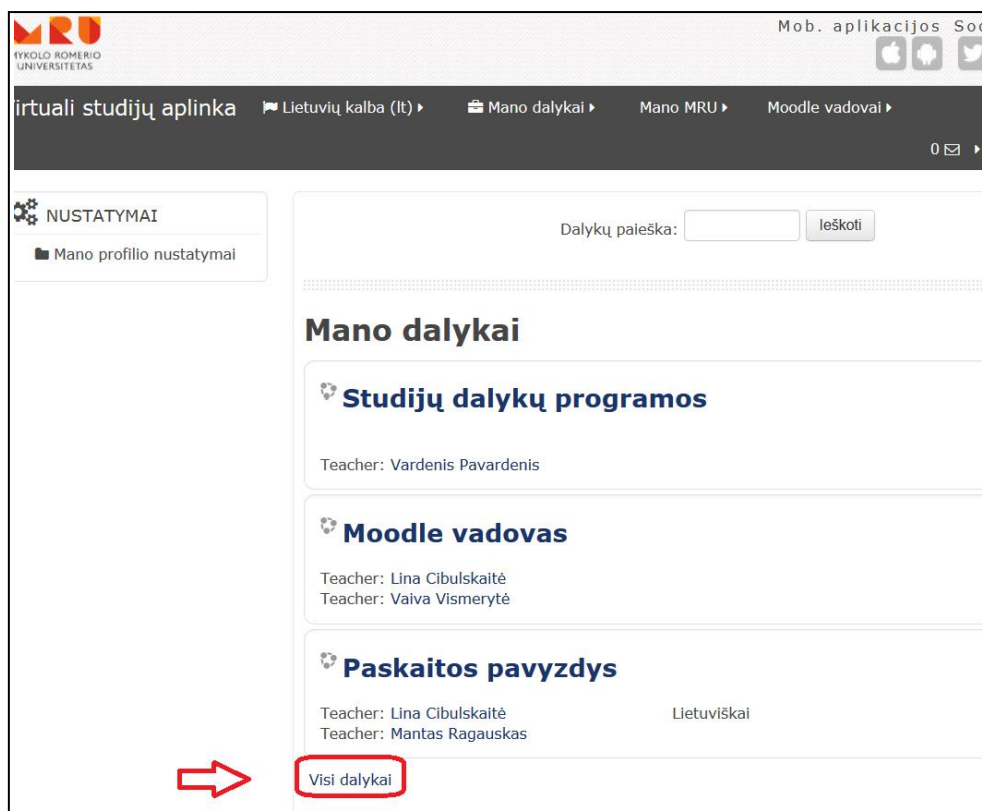 MRU
MYKOLO ROMERIO
UNIVERSITETAS
Mob. aplikacijos Soc
irtuali studijų aplinka
Lietuvių kalba (lt)
Mano dalykai
Mano MRU
Moodle vadovai
0
NUSTATYMAI
Mano profilio nustatymai
Dalykų paieška:
Ieškoti
Mano dalykai
Studijų dalykų programos
Teacher: Vardenis Pavardenis
Moodle vadovas
Teacher: Lina Cibulskaitė
Teacher: Vaiva Vismerytė
Paskaitos pavyzdys
Teacher: Lina Cibulskaitė
Lietuviškai
Teacher: Mantas Ragauskas
Visi dalykai